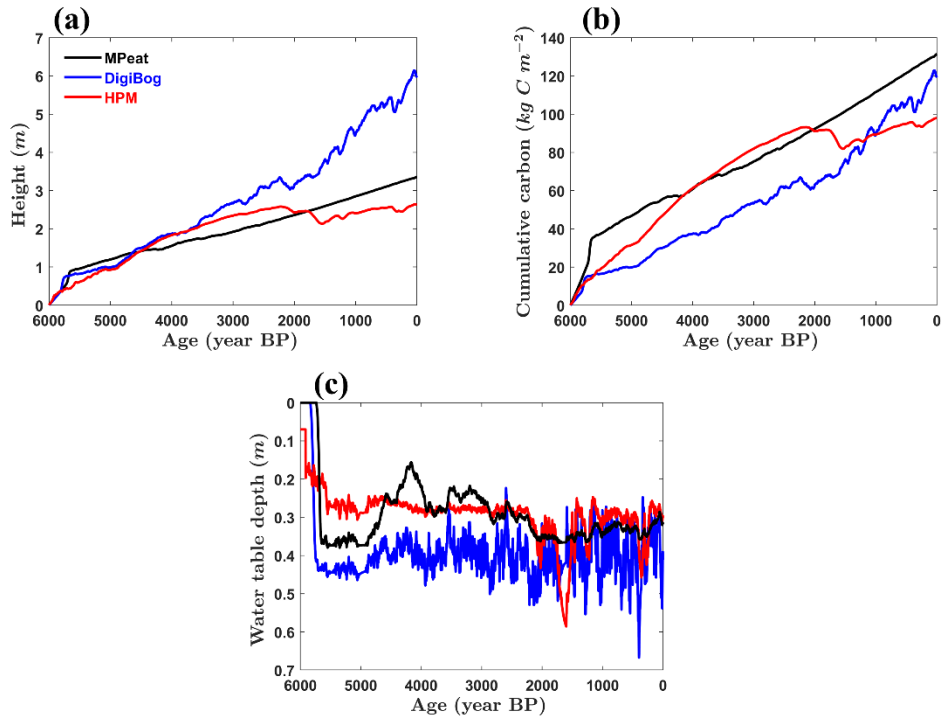 (a)
7
6
5
4
3
2
1
0
Height (m)
MPeat
DigiBog
HPM
6000 5000 4000 3000 2000 1000 0
Age (year BP)
(b)
140
120
100
80
60
40
20
0
Cumulative carbon (kg C m⁻²)
6000 5000 4000 3000 2000 1000 0
Age (year BP)
(c)
0
0.1
0.2
0.3
0.4
0.5
0.6
0.7
Water table depth (m)
6000 5000 4000 3000 2000 1000 0
Age (year BP)